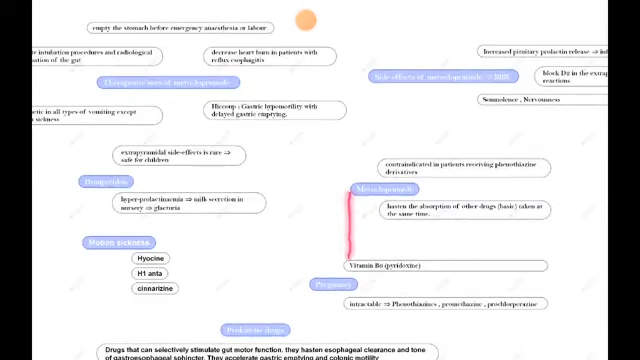 empty the stomach before emergency anaesthesia or labour
te intubation procedures and radiological
nation of the gut
decrease heart burn in patients with
reflux esophagitis
Increased pituitary prolactin release ⇒ inf
Therapeutic uses of metoclopramide
Side effects of metoclopramide
block D2 in the extrap
reactions
Somnolence , Nervousness
netic in all types of vomiting except
n sickness
Hiccoup : Gastric hypomotility with
delayed gastric emptying.
extrapyramidal side-effects is rare ⇒
safe for children
contraindicated in patients receiving phenothiazine
derivatives
Domperidone
Metoclopramide
hyper-prolactinaemia ⇒ milk secretion in
nursery ⇒ glactoria
hasten the absorption of other drugs (basic) taken at
the same time.
Motion sickness
Hyocine
H1 anta
cinnarizine
Vitamin B6 (pyridoxine)
Pregnancy
intractable ⇒ Phenothiazines , promethazine , prochlorperazine
Prokinetic drugs
Drugs that can selectively stimulate gut motor function, they hasten esophageal clearance and tone
of gastroesophageal sphincter. They accelerate gastric emptying and colonic motility